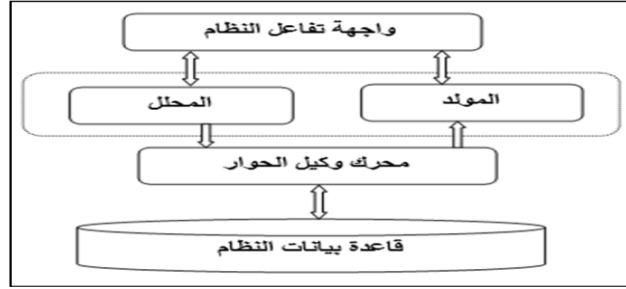 واجهة تفاعل النظام
المولد
المحلل
محرك وكيل الحوار
قاعدة بيانات النظام